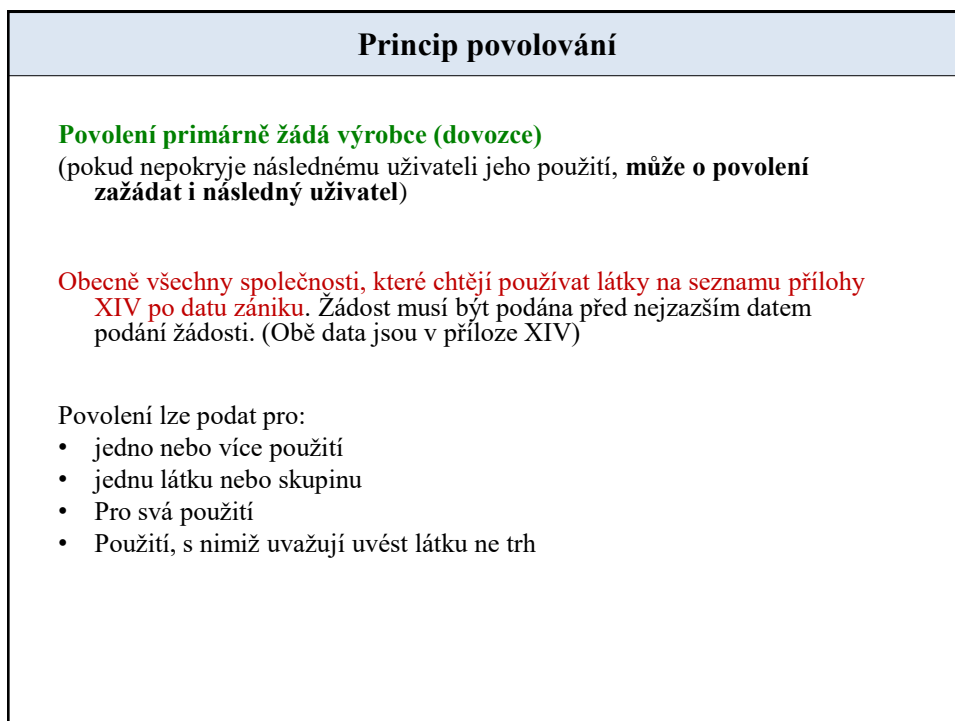 Princip povolování
Povolení primárně žádá výrobce (dovozce)
(pokud nepokryje následnému uživateli jeho použití, může o povolení
zažádat i následný uživatel)
Obecně všechny společnosti, které chtějí používat látky na seznamu přílohy
XIV po datu zániku. Žádost musí být podána před nejzazším datem
podání žádosti. (Obě data jsou v příloze XIV)
Povolení lze podat pro:
• jedno nebo více použití
• jednu látku nebo skupinu
• Pro svá použití
• Použití, s nimiž uvažují uvést látku ne trh